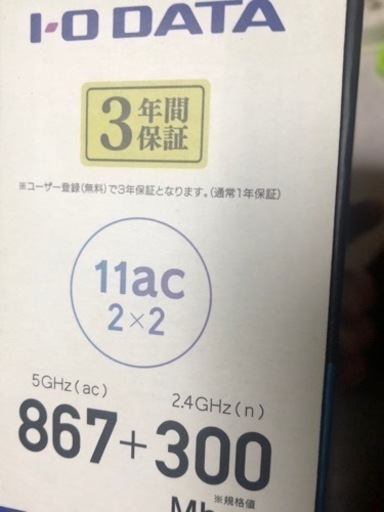 I-O DATA
3年間
保証
※ユーザー登録(無料)で3年保証となります。(通常1年保証)
11ac
2×2
5GHz(ac)
2.4GHz(n)
867+300
※規格値